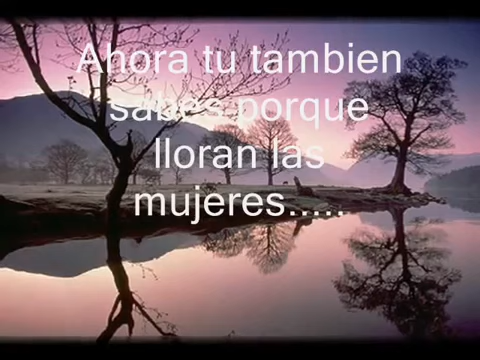 Ahora tu tambien
sabes porque
lloran las
mujeres.....